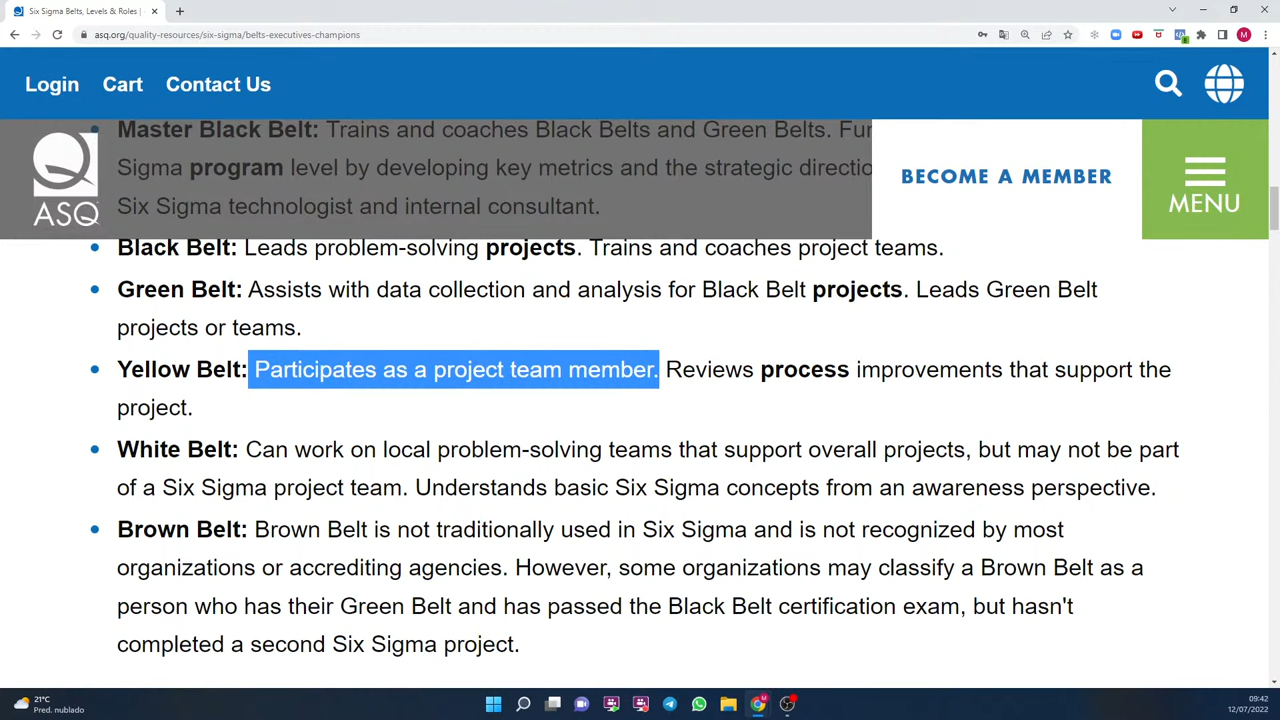 Six Sigma Belts, Levels & Roles |
asq.org/quality-resources/six-sigma/belts-executives-champions
M
Login Cart Contact Us
Master Black Belt: Trains and coaches Black Belts and Green Belts. Fun
Sigma program level by developing key metrics and the strategic directio
Six Sigma technologist and internal consultant.
ASQ
BECOME A MEMBER
MENU
Black Belt: Leads problem-solving projects. Trains and coaches project teams.
Green Belt: Assists with data collection and analysis for Black Belt projects. Leads Green Belt
projects or teams.
Yellow Belt: Participates as a project team member. Reviews process improvements that support the
project.
White Belt: Can work on local problem-solving teams that support overall projects, but may not be part
of a Six Sigma project team. Understands basic Six Sigma concepts from an awareness perspective.
Brown Belt: Brown Belt is not traditionally used in Six Sigma and is not recognized by most
organizations or accrediting agencies. However, some organizations may classify a Brown Belt as a
person who has their Green Belt and has passed the Black Belt certification exam, but hasn't
completed a second Six Sigma project.
21°C
Pred. nublado
09:42
12/07/2022